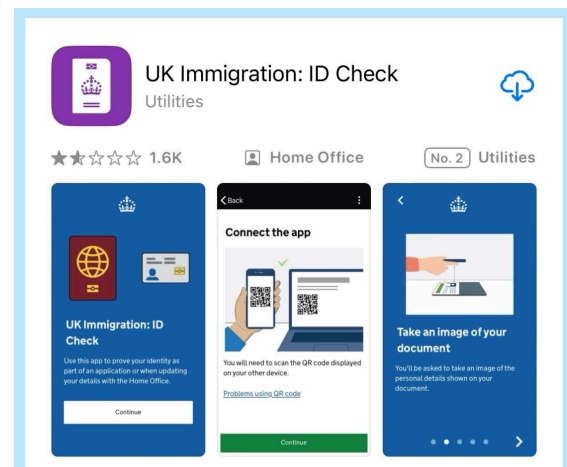 UK Immigration: ID Check
Utilities
1.6K
Home Office
No. 2 Utilities
UK Immigration: ID
Check
Use this app to prove your identity as
part of an application or when updating
your details with the Home Office.
Continue
Back
Connect the app
You will need to scan the QR code displayed
on your other device.
Problems using QR code
Continue
Take an image of your
document
You'll be asked to take an image of the
personal details shown on your
document.